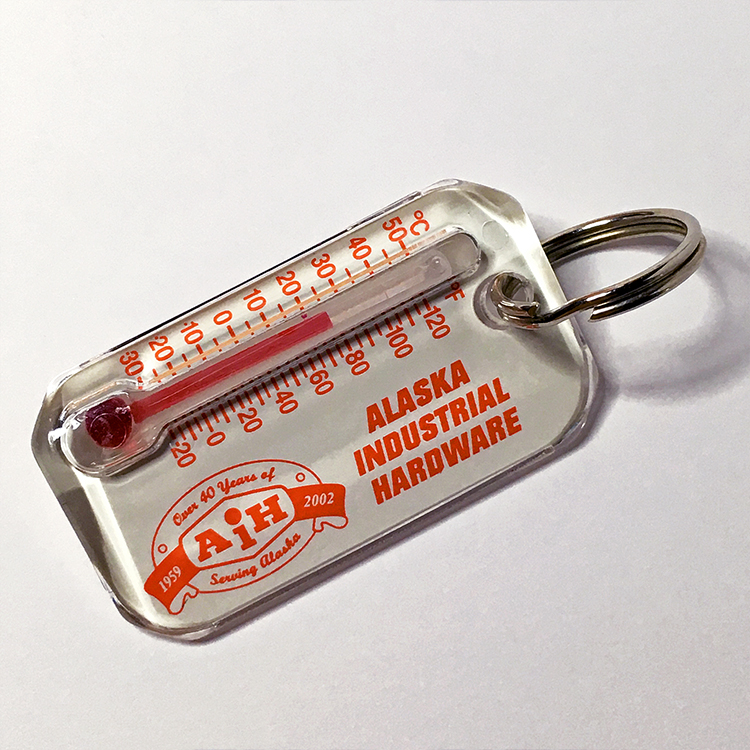 °C
30 20 10 0 10 20 30 40 50
°F
20 0 20 40 60 80 100 120
ALASKA
INDUSTRIAL
HARDWARE
Over 40 Years of
AiH
1959
2002
Serving Alaska